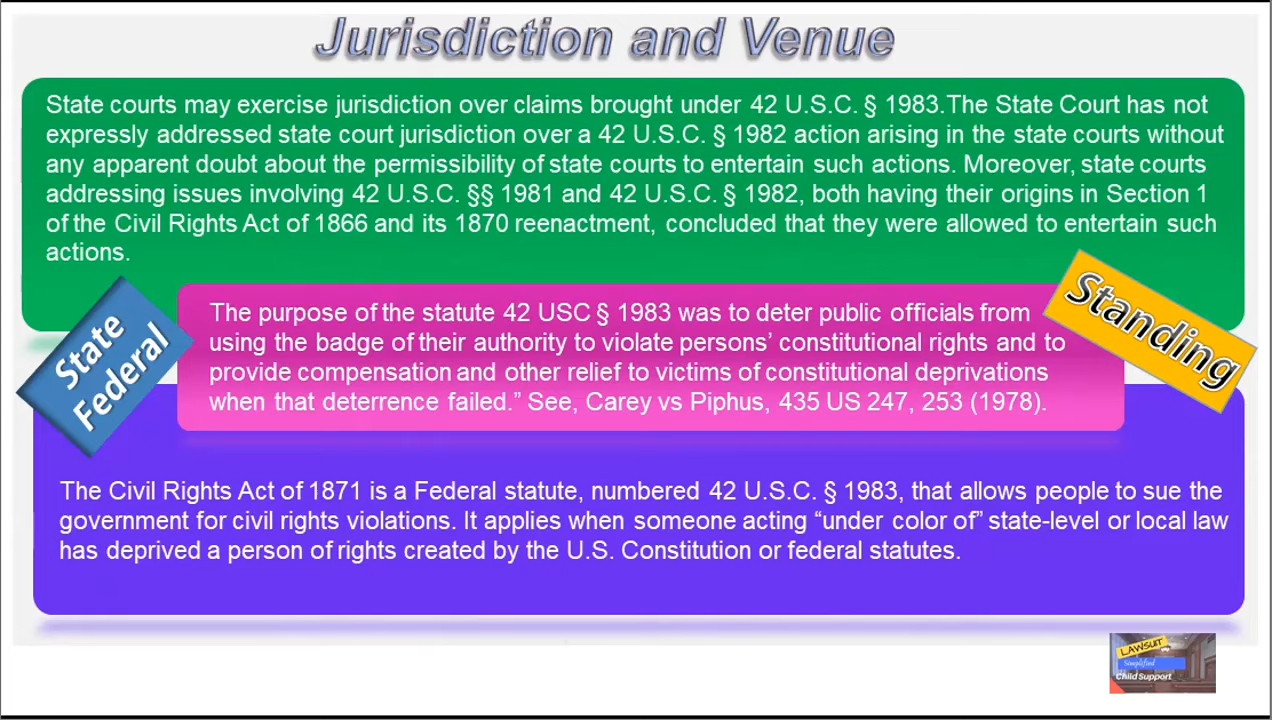 Jurisdiction and Venue
State courts may exercise jurisdiction over claims brought under 42 U.S.C. § 1983.The State Court has not
expressly addressed state court jurisdiction over a 42 U.S.C. § 1982 action arising in the state courts without
any apparent doubt about the permissibility of state courts to entertain such actions. Moreover, state courts
addressing issues involving 42 U.S.C. §§ 1981 and 42 U.S.C. § 1982, both having their origins in Section 1
of the Civil Rights Act of 1866 and its 1870 reenactment, concluded that they were allowed to entertain such
actions.
State
Federal
Standing
The purpose of the statute 42 USC § 1983 was to deter public officials from
using the badge of their authority to violate persons’ constitutional rights and to
provide compensation and other relief to victims of constitutional deprivations
when that deterrence failed.” See, Carey vs Piphus, 435 US 247, 253 (1978).
The Civil Rights Act of 1871 is a Federal statute, numbered 42 U.S.C. § 1983, that allows people to sue the
government for civil rights violations. It applies when someone acting “under color of” state-level or local law
has deprived a person of rights created by the U.S. Constitution or federal statutes.
LAWSUIT
Simplified
Child Support